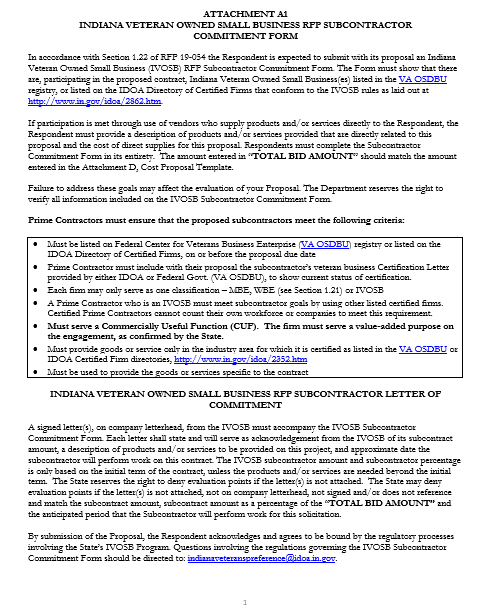 ATTACHMENT A1
INDIANA VETERAN OWNED SMALL BUSINESS RFP SUBCONTRACTOR
COMMITMENT FORM
In accordance with Section 1.22 of RFP 19-054 the Respondent is expected to submit with its proposal an Indiana
Veteran Owned Small Business (IVOSB) RFP Subcontractor Commitment Form. The Form must show that there
are, participating in the proposed contract, Indiana Veteran Owned Small Business(es) listed in the VA OSDBU
registry, or listed on the IDOA Directory of Certified Firms that conform to the IVOSB rules as laid out at
http://www.in.gov/idoa/2862.htm.
If participation is met through use of vendors who supply products and/or services directly to the Respondent, the
Respondent must provide a description of products and/or services provided that are directly related to this
proposal and the cost of direct supplies for this proposal. Respondents must complete the Subcontractor
Commitment Form in its entirety. The amount entered in “TOTAL BID AMOUNT” should match the amount
entered in the Attachment D, Cost Proposal Template.
Failure to address these goals may affect the evaluation of your Proposal. The Department reserves the right to
verify all information included on the IVOSB Subcontractor Commitment Form.
Prime Contractors must ensure that the proposed subcontractors meet the following criteria:
• Must be listed on Federal Center for Veterans Business Enterprise (VA OSDBU) registry or listed on the
IDOA Directory of Certified Firms, on or before the proposal due date
• Prime Contractor must include with their proposal the subcontractor's veteran business Certification Letter
provided by either IDOA or Federal Govt. (VA OSDBU), to show current status of certification.
• Each firm may only serve as one classification – MBE, WBE (see Section 1.21) or IVOSB
• A Prime Contractor who is an IVOSB must meet subcontractor goals by using other listed certified firms.
Certified Prime Contractors cannot count their own workforce or companies to meet this requirement.
• Must serve a Commercially Useful Function (CUF). The firm must serve a value-added purpose on
the engagement, as confirmed by the State.
• Must provide goods or service only in the industry area for which it is certified as listed in the VA OSDBU or
IDOA Certified Firm directories, http://www.in.gov/idoa/2352.htm
• Must be used to provide the goods or services specific to the contract
INDIANA VETERAN OWNED SMALL BUSINESS RFP SUBCONTRACTOR LETTER OF
COMMITMENT
A signed letter(s), on company letterhead, from the IVOSB must accompany the IVOSB Subcontractor
Commitment Form. Each letter shall state and will serve as acknowledgement from the IVOSB of its subcontract
amount, a description of products and/or services to be provided on this project, and approximate date the
subcontractor will perform work on this contract. The IVOSB subcontractor amount and subcontractor percentage
is only based on the initial term of the contract, unless the products and/or services are needed beyond the initial
term. The State reserves the right to deny evaluation points if the letter(s) is not attached. The State may deny
evaluation points if the letter(s) is not attached, not on company letterhead, not signed and/or does not reference
and match the subcontract amount, subcontract amount as a percentage of the “TOTAL BID AMOUNT” and
the anticipated period that the Subcontractor will perform work for this solicitation.
By submission of the Proposal, the Respondent acknowledges and agrees to be bound by the regulatory processes
involving the State's IVOSB Program. Questions involving the regulations governing the IVOSB Subcontractor
Commitment Form should be directed to: indianaveteranspreference@idoa.in.gov.
1